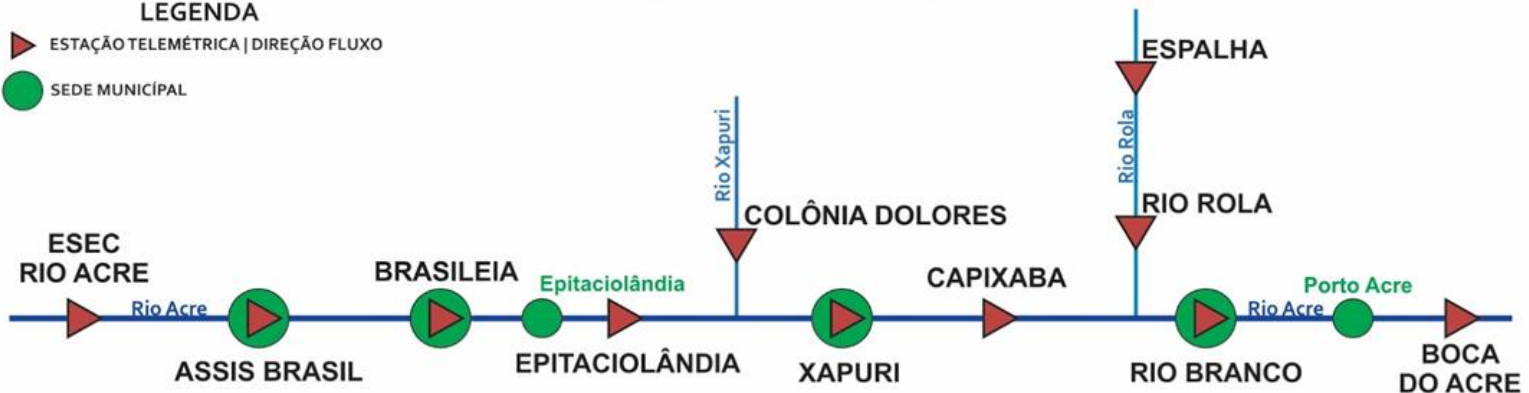 LEGENDA
ESTAÇÃO TELEMÉTRICA | DIREÇÃO FLUXO
SEDE MUNICÍPAL
ESPALHA
Rio Xapuri
Rio Rola
COLÔNIA DOLORES
RIO ROLA
ESEC
RIO ACRE
BRASILEIA
Epitaciolândia
CAPIXABA
Porto Acre
Rio Acre
Rio Acre
ASSIS BRASIL
EPITACIOLÂNDIA
XAPURI
RIO BRANCO
BOCA
DO ACRE